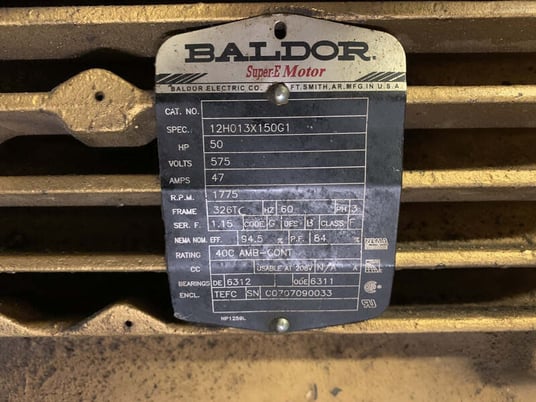 BALDOR
SUPER-E MOTOR
BALDOR ELECTRIC CO. FT.SMITH,AR.MFG.IN U.S.A
CAT. NO.
SPEC. 12H013X150G1
HP 50
VOLTS 575
AMPS 47
R.P.M. 1775
FRAME 326TC HZ 60 PH 3
SER. F. 1.15 CODE G DES B CLASS F
NEMA NOM. EFF. 94.5 % P.F. 84 %
RATING 40C AMB-CONT
CC USABLE AT 208V N/A A
BEARINGS DE 6312 ODE 6311
ENCL. TEFC SN C0707090033